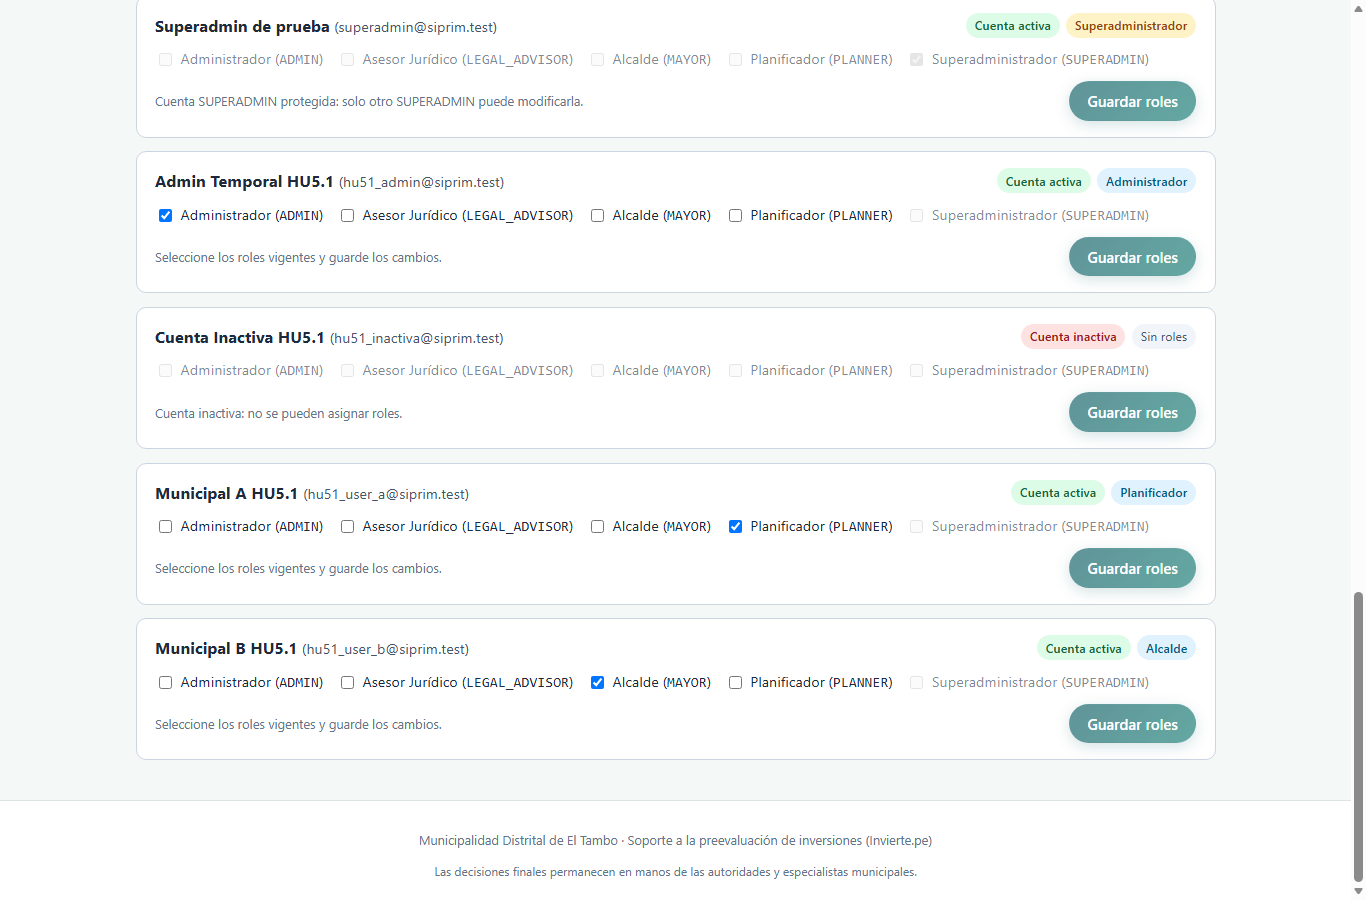 Superadmin de prueba (superadmin@siprim.test) Cuenta activa Superadministrador
Administrador (ADMIN) Asesor Jurídico (LEGAL_ADVISOR) Alcalde (MAYOR) Planificador (PLANNER) Superadministrador (SUPERADMIN)
Cuenta SUPERADMIN protegida: solo otro SUPERADMIN puede modificarla. Guardar roles
Admin Temporal HU5.1 (hu51_admin@siprim.test) Cuenta activa Administrador
Administrador (ADMIN) Asesor Jurídico (LEGAL_ADVISOR) Alcalde (MAYOR) Planificador (PLANNER) Superadministrador (SUPERADMIN)
Seleccione los roles vigentes y guarde los cambios. Guardar roles
Cuenta Inactiva HU5.1 (hu51_inactiva@siprim.test) Cuenta inactiva Sin roles
Administrador (ADMIN) Asesor Jurídico (LEGAL_ADVISOR) Alcalde (MAYOR) Planificador (PLANNER) Superadministrador (SUPERADMIN)
Cuenta inactiva: no se pueden asignar roles. Guardar roles
Municipal A HU5.1 (hu51_user_a@siprim.test) Cuenta activa Planificador
Administrador (ADMIN) Asesor Jurídico (LEGAL_ADVISOR) Alcalde (MAYOR) Planificador (PLANNER) Superadministrador (SUPERADMIN)
Seleccione los roles vigentes y guarde los cambios. Guardar roles
Municipal B HU5.1 (hu51_user_b@siprim.test) Cuenta activa Alcalde
Administrador (ADMIN) Asesor Jurídico (LEGAL_ADVISOR) Alcalde (MAYOR) Planificador (PLANNER) Superadministrador (SUPERADMIN)
Seleccione los roles vigentes y guarde los cambios. Guardar roles
Municipalidad Distrital de El Tambo · Soporte a la preevaluación de inversiones (Invierte.pe)
Las decisiones finales permanecen en manos de las autoridades y especialistas municipales.